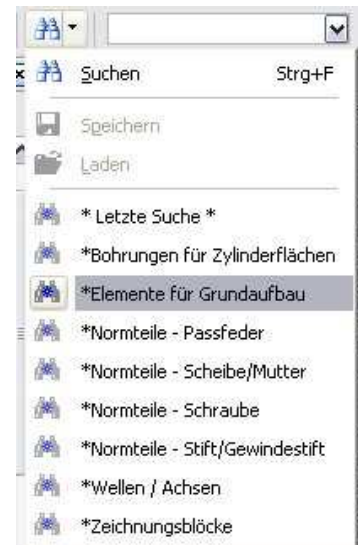 Suchen Strg+F
Speichern
Laden
* Letzte Suche *
*Bohrungen für Zylinderflächen
*Elemente für Grundaufbau
*Normteile - Passfeder
*Normteile - Scheibe/Mutter
*Normteile - Schraube
*Normteile - Stift/Gewindestift
*Wellen / Achsen
*Zeichnungsblöcke